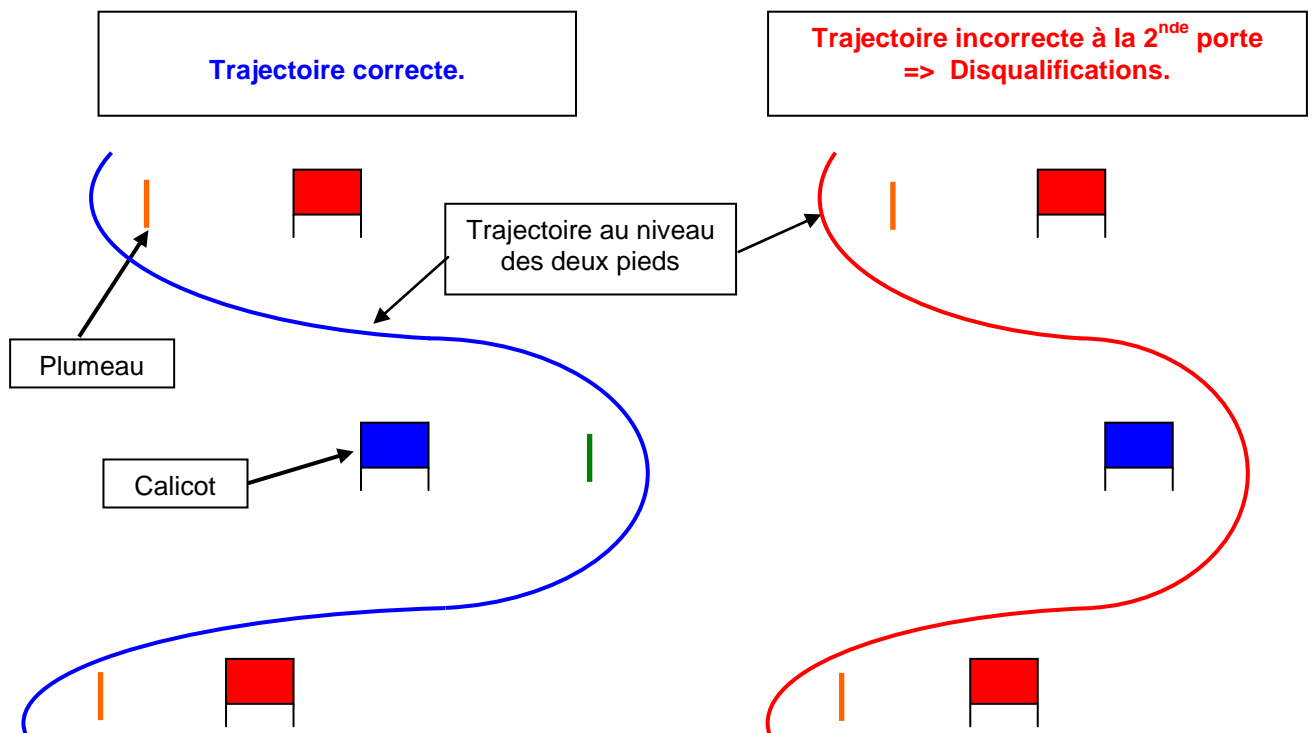 Trajectoire correcte.
Trajectoire incorrecte à la 2nde porte
=> Disqualifications.
Trajectoire au niveau
des deux pieds
Plumeau
Calicot